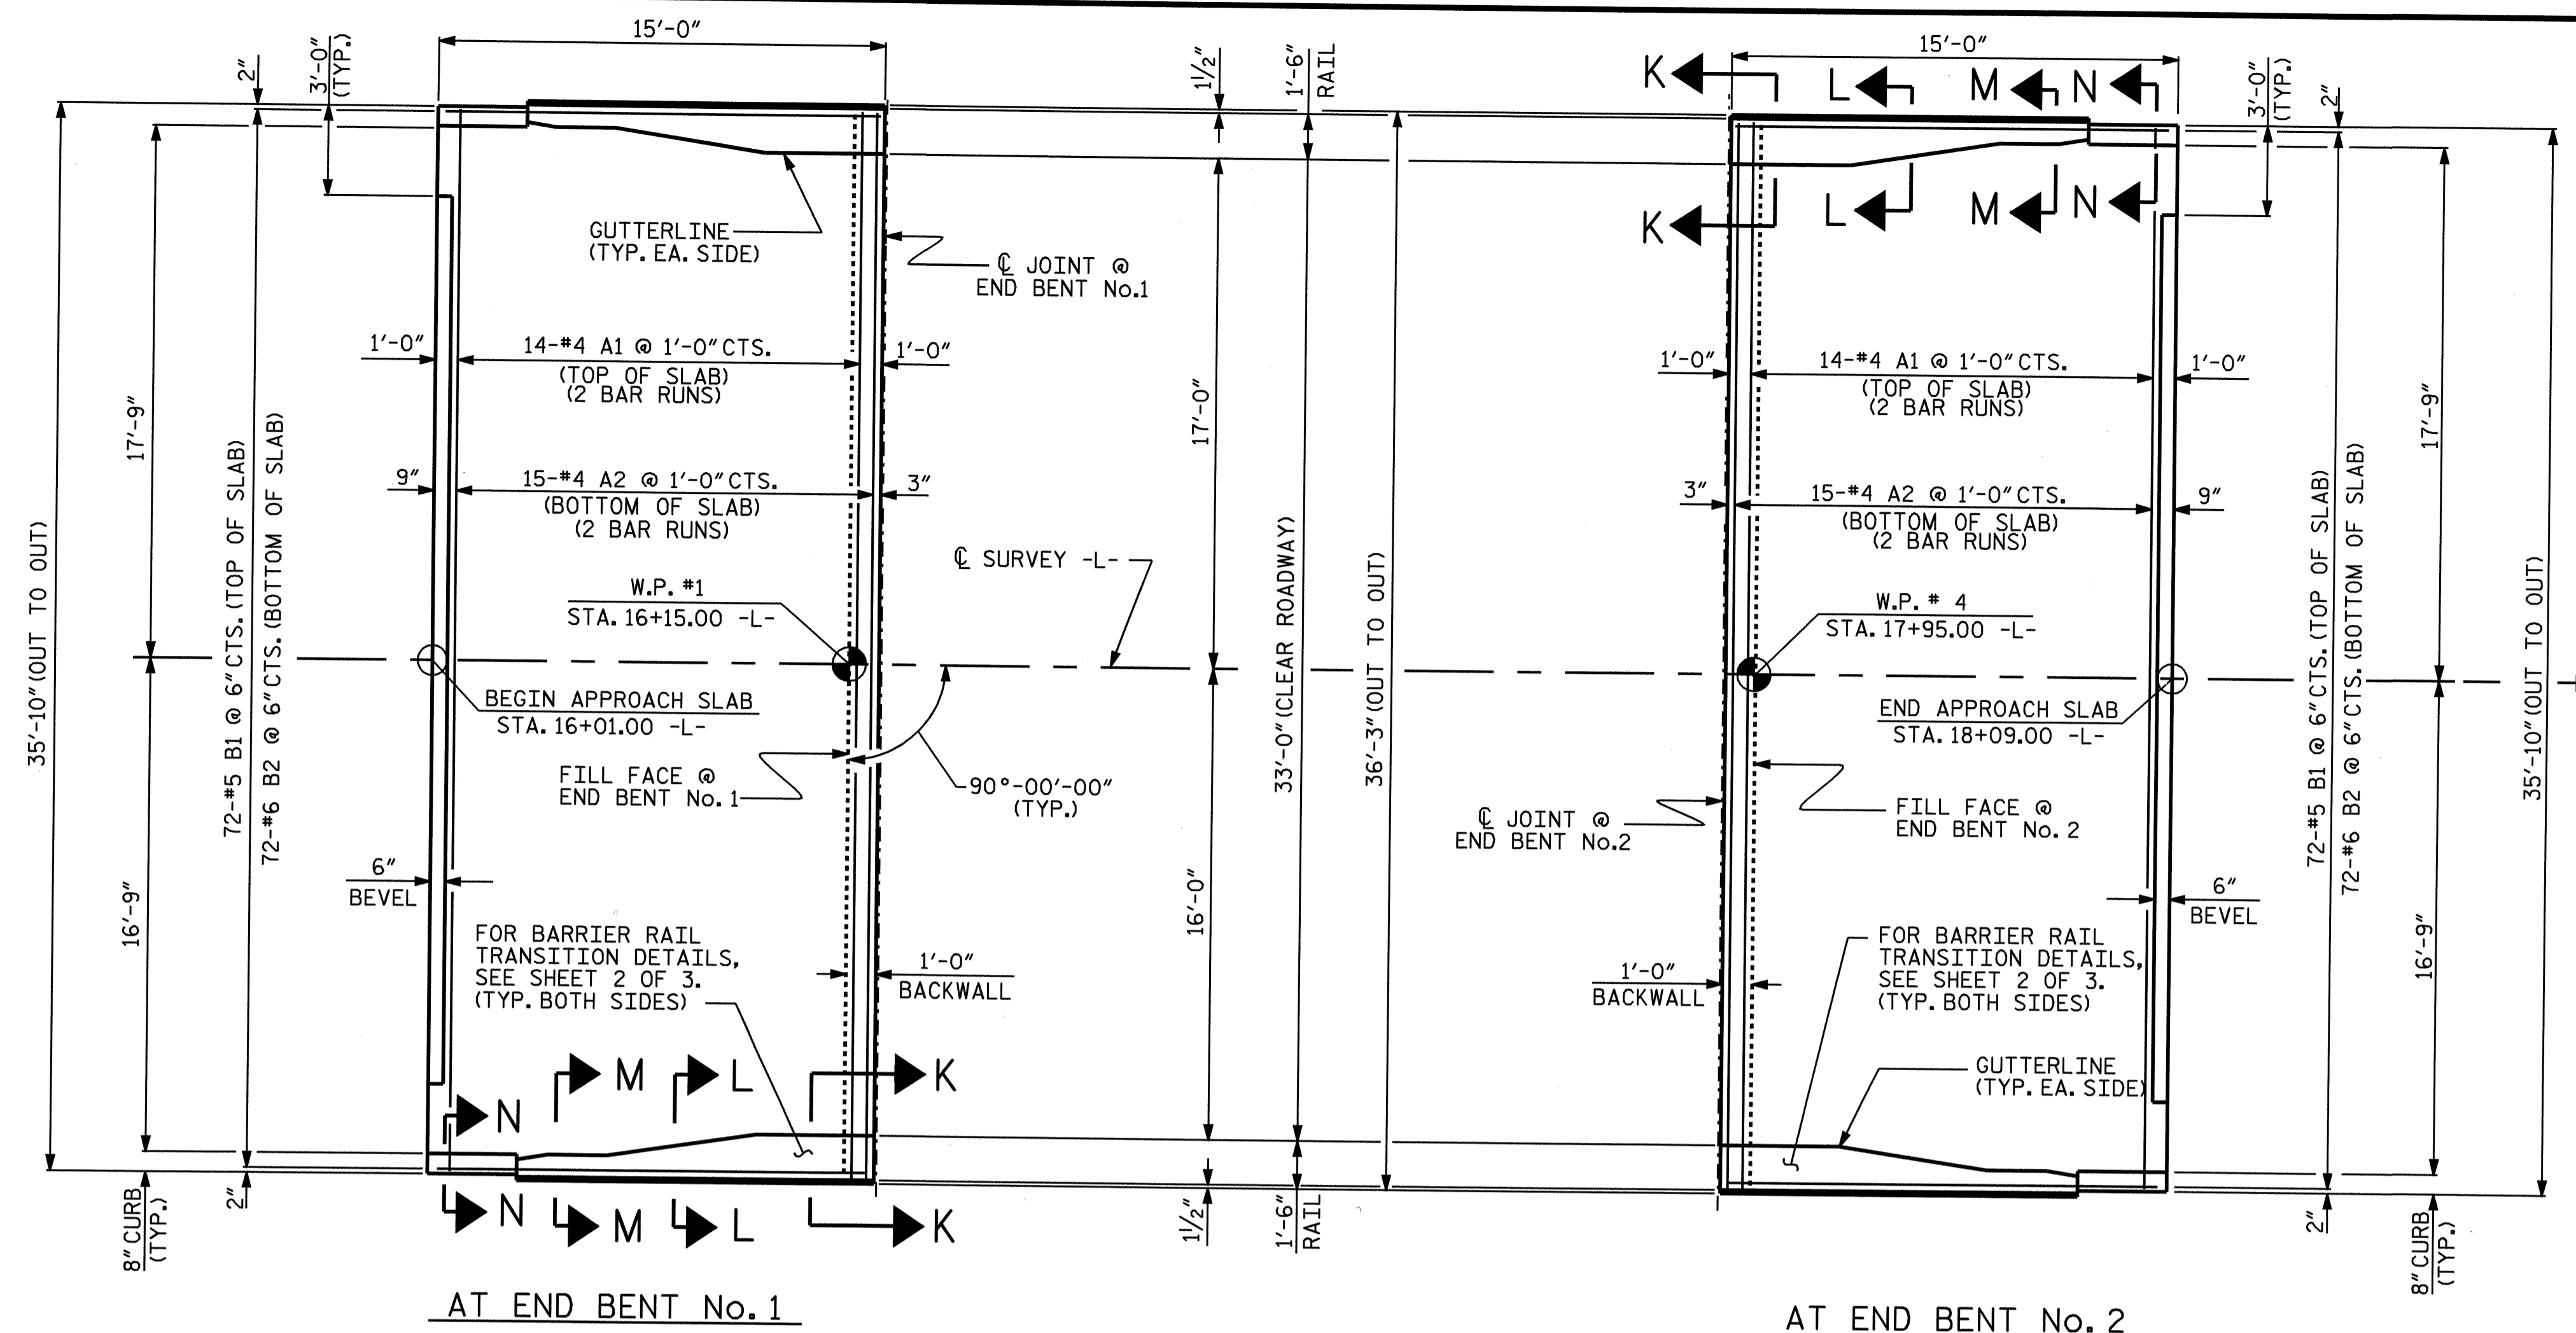 15'-0"
2"
3'-0"
(TYP.)
1 1/2"
1'-6"
RAIL
GUTTERLINE
(TYP. EA. SIDE)
℄ JOINT @
END BENT No.1
1'-0"
14-#4 A1 @ 1'-0" CTS.
(TOP OF SLAB)
(2 BAR RUNS)
1'-0"
9"
15-#4 A2 @ 1'-0" CTS.
(BOTTOM OF SLAB)
(2 BAR RUNS)
3"
℄ SURVEY -L-
W.P. #1
STA. 16+15.00 -L-
BEGIN APPROACH SLAB
STA. 16+01.00 -L-
FILL FACE @
END BENT No. 1
90°-00'-00"
(TYP.)
35'-10" (OUT TO OUT)
17'-9"
16'-9"
72-#5 B1 @ 6" CTS. (TOP OF SLAB)
72-#6 B2 @ 6" CTS. (BOTTOM OF SLAB)
6"
BEVEL
FOR BARRIER RAIL
TRANSITION DETAILS,
SEE SHEET 2 OF 3.
(TYP. BOTH SIDES)
1'-0"
BACKWALL
N
M
L
K
N
M
L
K
8" CURB
(TYP.)
2"
17'-0"
16'-0"
33'-0" (CLEAR ROADWAY)
36'-3" (OUT TO OUT)
1 1/2"
1'-6"
RAIL
AT END BENT No. 1
15'-0"
K
L
M
N
K
L
M
N
3'-0"
(TYP.)
2"
1'-0"
14-#4 A1 @ 1'-0" CTS.
(TOP OF SLAB)
(2 BAR RUNS)
1'-0"
3"
15-#4 A2 @ 1'-0" CTS.
(BOTTOM OF SLAB)
(2 BAR RUNS)
9"
W.P. # 4
STA. 17+95.00 -L-
END APPROACH SLAB
STA. 18+09.00 -L-
℄ JOINT @
END BENT No.2
FILL FACE @
END BENT No. 2
6"
BEVEL
1'-0"
BACKWALL
FOR BARRIER RAIL
TRANSITION DETAILS,
SEE SHEET 2 OF 3.
(TYP. BOTH SIDES)
GUTTERLINE
(TYP. EA. SIDE)
72-#5 B1 @ 6" CTS. (TOP OF SLAB)
72-#6 B2 @ 6" CTS. (BOTTOM OF SLAB)
17'-9"
16'-9"
35'-10" (OUT TO OUT)
2"
8" CURB
(TYP.)
AT END BENT No. 2